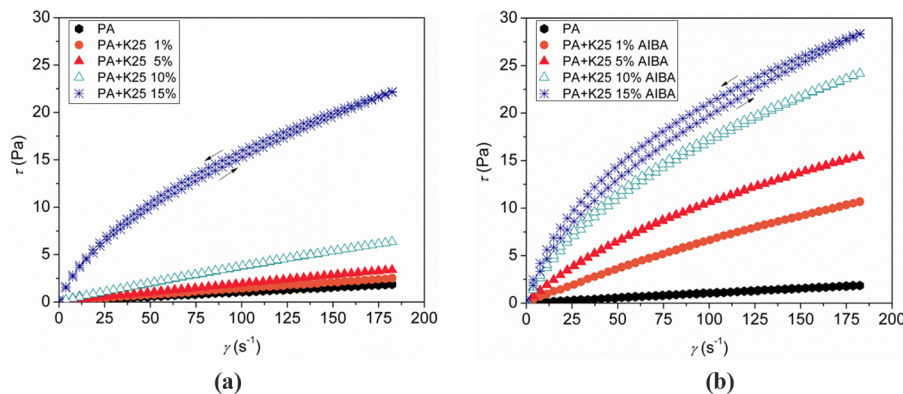 30
25
20
15
10
5
0
τ (Pa)
PA
PA+K25 1%
PA+K25 5%
PA+K25 10%
PA+K25 15%
0 25 50 75 100 125 150 175 200
γ (s-1)
(a)
30
25
20
15
10
5
0
τ (Pa)
PA
PA+K25 1% AIBA
PA+K25 5% AIBA
PA+K25 10% AIBA
PA+K25 15% AIBA
0 25 50 75 100 125 150 175 200
γ (s-1)
(b)